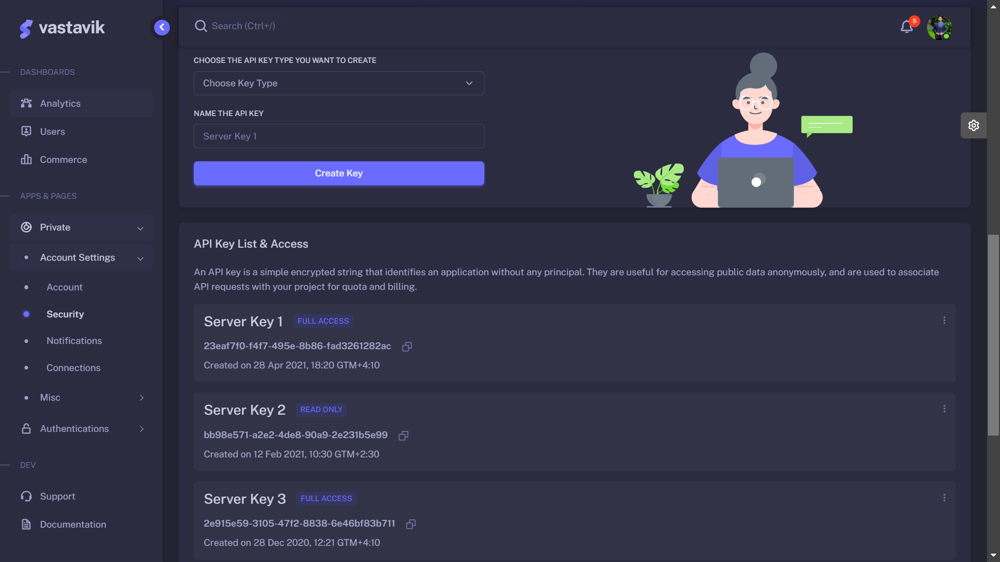 vastavik
Search (Ctrl+/)
5
DASHBOARDS
Analytics
Users
Commerce
APPS & PAGES
Private
Account Settings
Account
Security
Notifications
Connections
Misc
Authentications
DEV
Support
Documentation
CHOOSE THE API KEY TYPE YOU WANT TO CREATE
Choose Key Type
NAME THE API KEY
Server Key 1
Create Key
API Key List & Access
An API key is a simple encrypted string that identifies an application without any principal. They are useful for accessing public data anonymously, and are used to associate
API requests with your project for quota and billing.
Server Key 1 FULL ACCESS
23eaf7f0-f4f7-495e-8b86-fad3261282ac
Created on 28 Apr 2021, 18:20 GTM+4:10
Server Key 2 READ ONLY
bb98e571-a2e2-4de8-90a9-2e231b5e99
Created on 12 Feb 2021, 10:30 GTM+2:30
Server Key 3 FULL ACCESS
2e915e59-3105-47f2-8838-6e46bf83b711
Created on 28 Dec 2020, 12:21 GTM+4:10